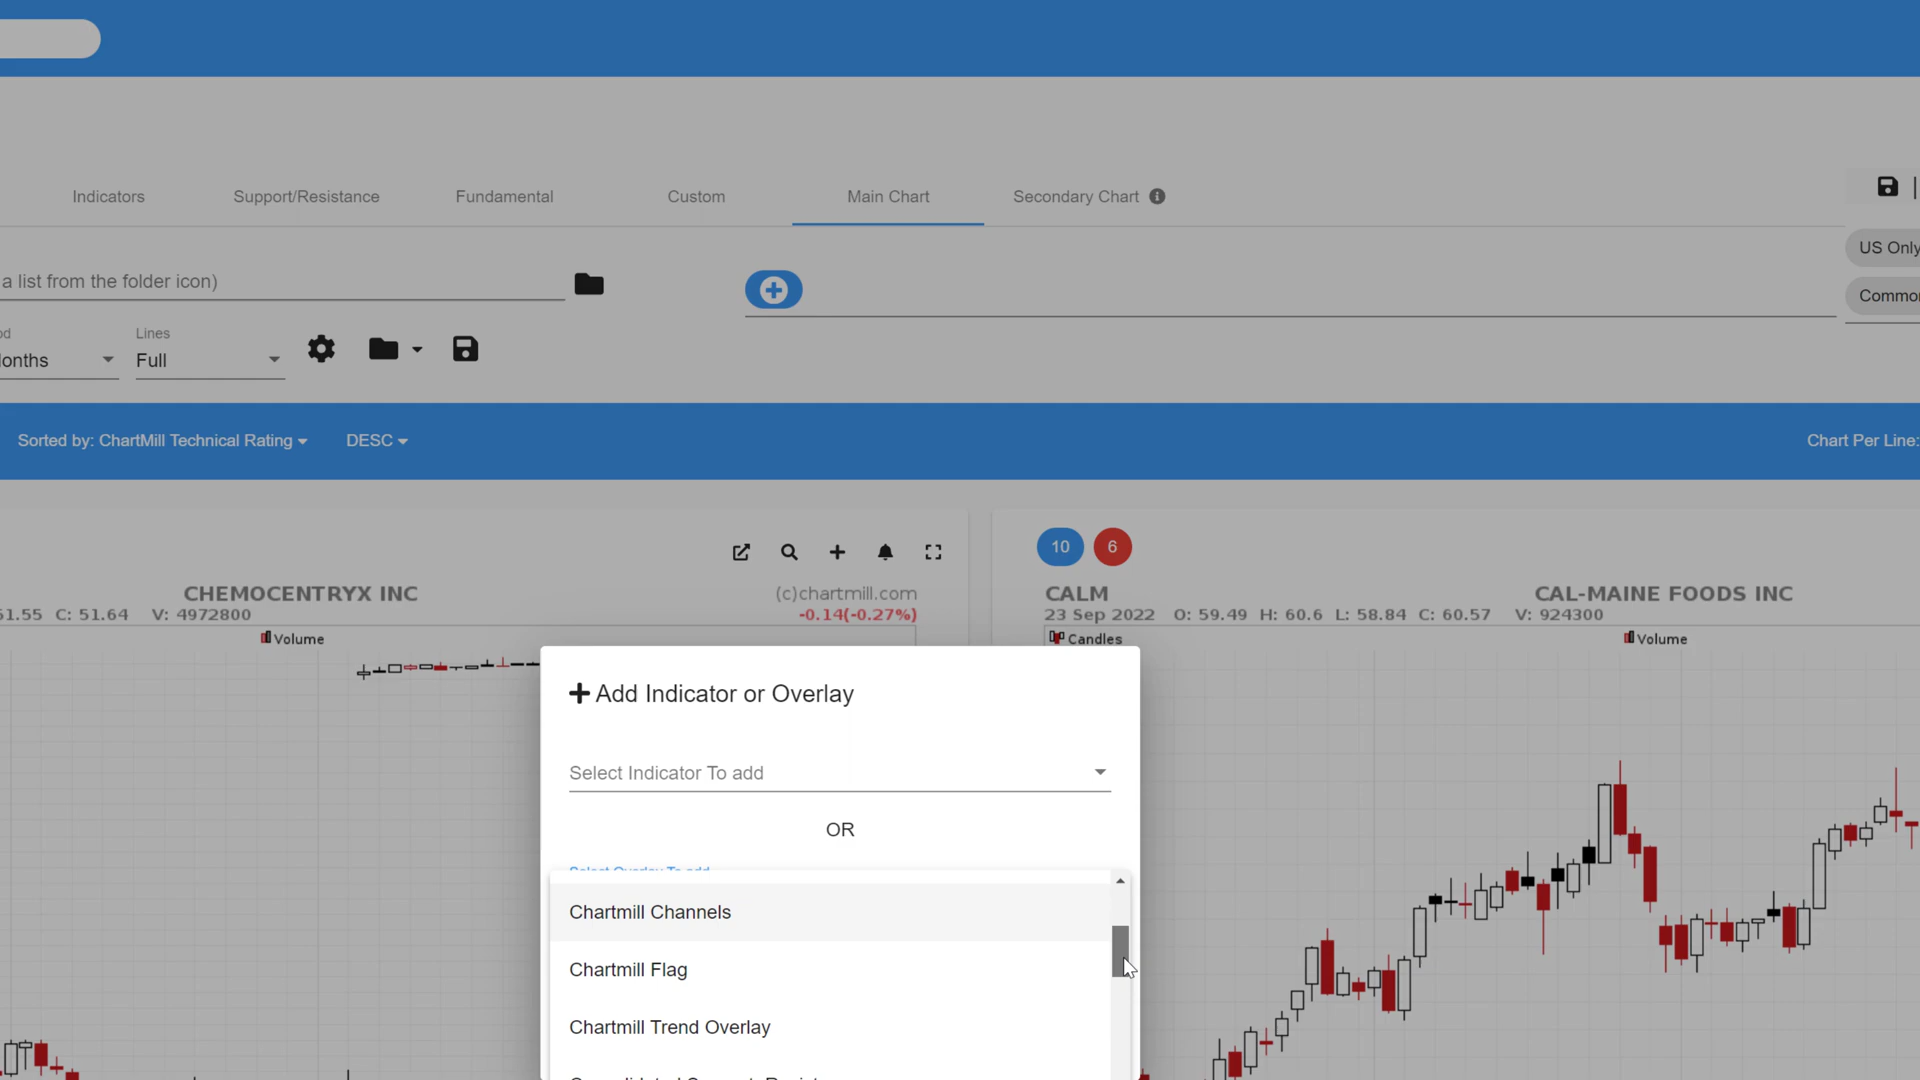 Indicators Support/Resistance Fundamental Custom Main Chart Secondary Chart
US Only
a list from the folder icon)
Lines
Full
Sorted by: ChartMill Technical Rating DESC Chart Per Line:
10 6
CHEMOCENTRYX INC (c)chartmill.com
C: 51.64 V: 4972800 -0.14(-0.27%)
Volume
CALM CAL-MAINE FOODS INC
23 Sep 2022 O: 59.49 H: 60.6 L: 58.84 C: 60.57 V: 924300
Candles Volume
Add Indicator or Overlay
Select Indicator To add
OR
Select Overlay To add
Chartmill Channels
Chartmill Flag
Chartmill Trend Overlay